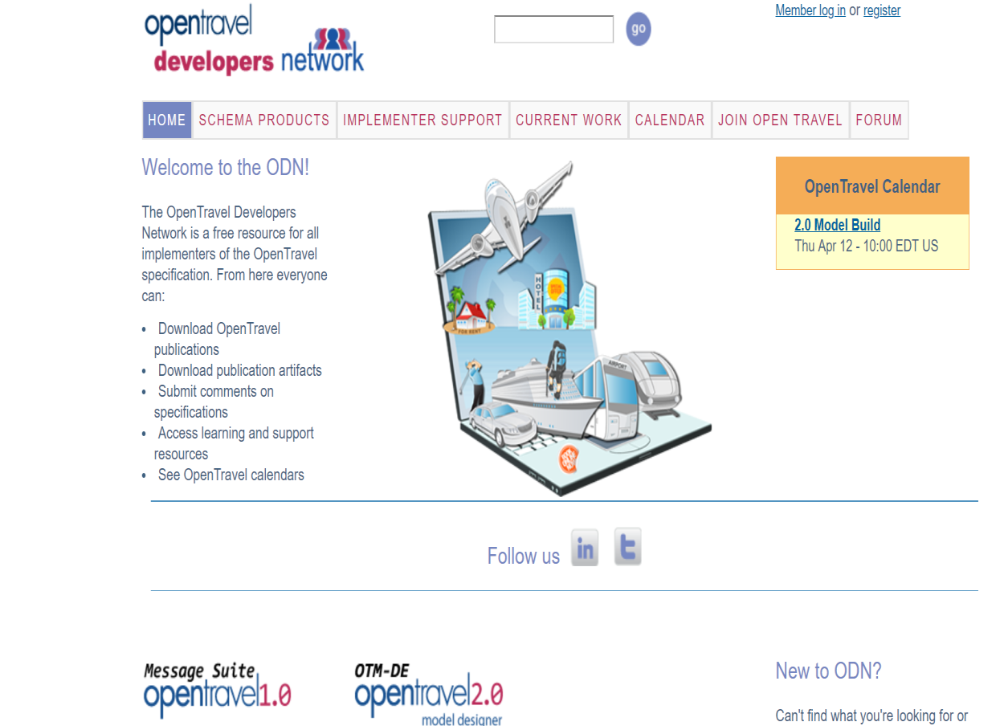 opentravel
developers network
go
Member log in or register
HOME
SCHEMA PRODUCTS
IMPLEMENTER SUPPORT
CURRENT WORK
CALENDAR
JOIN OPEN TRAVEL
FORUM
Welcome to the ODN!
The OpenTravel Developers
Network is a free resource for all
implementers of the OpenTravel
specification. From here everyone
can:
• Download OpenTravel
publications
• Download publication artifacts
• Submit comments on
specifications
• Access learning and support
resources
• See OpenTravel calendars
HOTEL
FOR RENT
AIRPORT
OpenTravel Calendar
2.0 Model Build
Thu Apr 12 - 10:00 EDT US
Follow us
in
t
Message Suite
opentravel1.0
OTM-DE
opentravel2.0
model designer
New to ODN?
Can't find what you're looking for or